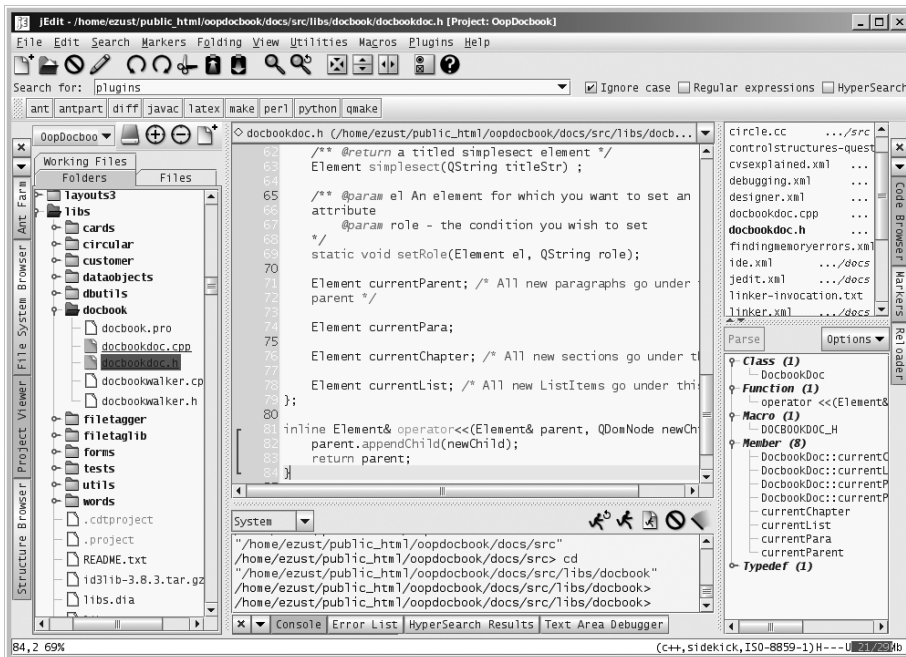 jEdit - /home/ezust/public_html/oopdocbook/docs/src/libs/docbook/docbookdoc.h [Project: OopDocbook]
File Edit Search Markers Folding View Utilities Macros Plugins Help
Search for: plugins
Ignore case Regular expressions HyperSearch
ant antpart diff javac latex make perl python qmake
OopDocboo
Working Files
Folders Files
layouts3
libs
cards
circular
customer
dataobjects
dbutils
docbook
docbook.pro
docbookdoc.cpp
docbookdoc.h
docbookwalker.cp
docbookwalker.h
filetagger
filetaglib
forms
tests
utils
words
.cdtproject
.project
README.txt
id3lib-3.8.3.tar.gz
libs.dia
Ant Farm
File System Browser
Project Viewer
Structure Browser
docbookdoc.h (/home/ezust/public_html/oopdocbook/docs/src/libs/docb...
62 /** @return a titled simplesect element */
63 Element simplesect(QString titleStr) ;
64
65 /** @param el An element for which you want to set an
66 attribute
67 @param role - the condition you wish to set
68 */
69 static void setRole(Element el, QString role);
70
71 Element currentParent; /* All new paragraphs go under
72 parent */
73
74 Element currentPara;
75
76 Element currentChapter; /* All new sections go under th
77
78 Element currentList; /* All new ListItems go under this
79 };
80
81 inline Element& operator<<(Element& parent, QDomNode newCh
82 parent.appendChild(newChild);
83 return parent;
84 }
System
"/home/ezust/public_html/oopdocbook/docs/src"
/home/ezust/public_html/oopdocbook/docs/src> cd
"/home/ezust/public_html/oopdocbook/docs/src/libs/docbook"
/home/ezust/public_html/oopdocbook/docs/src/libs/docbook>
/home/ezust/public_html/oopdocbook/docs/src/libs/docbook>
Console Error List HyperSearch Results Text Area Debugger
circle.cc .../src
controlstructures-quest
cvsexplained.xml ...
debugging.xml ...
designer.xml ...
docbookdoc.cpp ...
docbookdoc.h ...
findingmemoryerrors.xml
ide.xml .../docs
jedit.xml .../docs
linker-invocation.txt
linker.xml .../docs
Parse Options
Class (1)
DocbookDoc
Function (1)
operator <<(Element&
Macro (1)
DOCBOOKDOC_H
Member (8)
DocbookDoc::currentC
DocbookDoc::currentL
DocbookDoc::currentP
DocbookDoc::currentP
currentChapter
currentList
currentPara
currentParent
Typedef (1)
Code Browser
Markers
Reloader
84,2 69%
(c++,sidekick,ISO-8859-1)H---U 21/29Mb